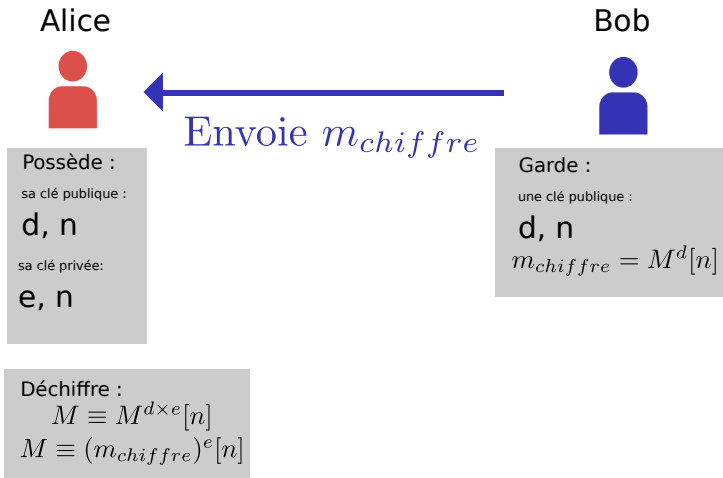 Alice
Bob
Envoie $m_{chiffre}$
Possède :
sa clé publique :
d, n
sa clé privée:
e, n
Garde :
une clé publique :
d, n
$m_{chiffre} = M^{d}[n]$
Déchiffre :
$M \equiv M^{d \times e}[n]$
$M \equiv (m_{chiffre})^{e}[n]$